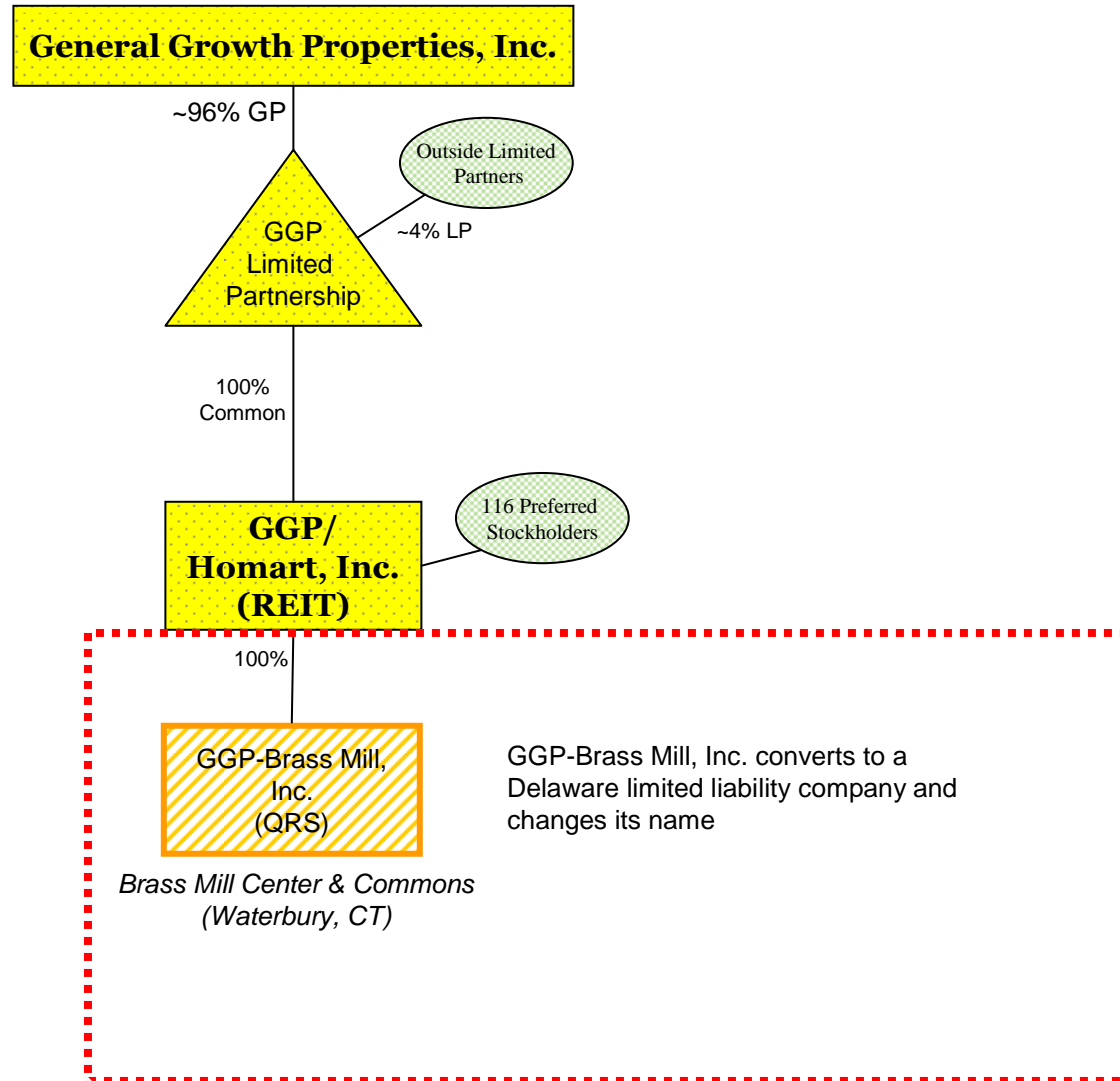 General Growth Properties, Inc.
~96% GP
Outside Limited
Partners
~4% LP
GGP
Limited
Partnership
100%
Common
116 Preferred
Stockholders
GGP/
Homart, Inc.
(REIT)
100%
GGP-Brass Mill,
Inc.
(QRS)
GGP-Brass Mill, Inc. converts to a
Delaware limited liability company and
changes its name
Brass Mill Center & Commons
(Waterbury, CT)